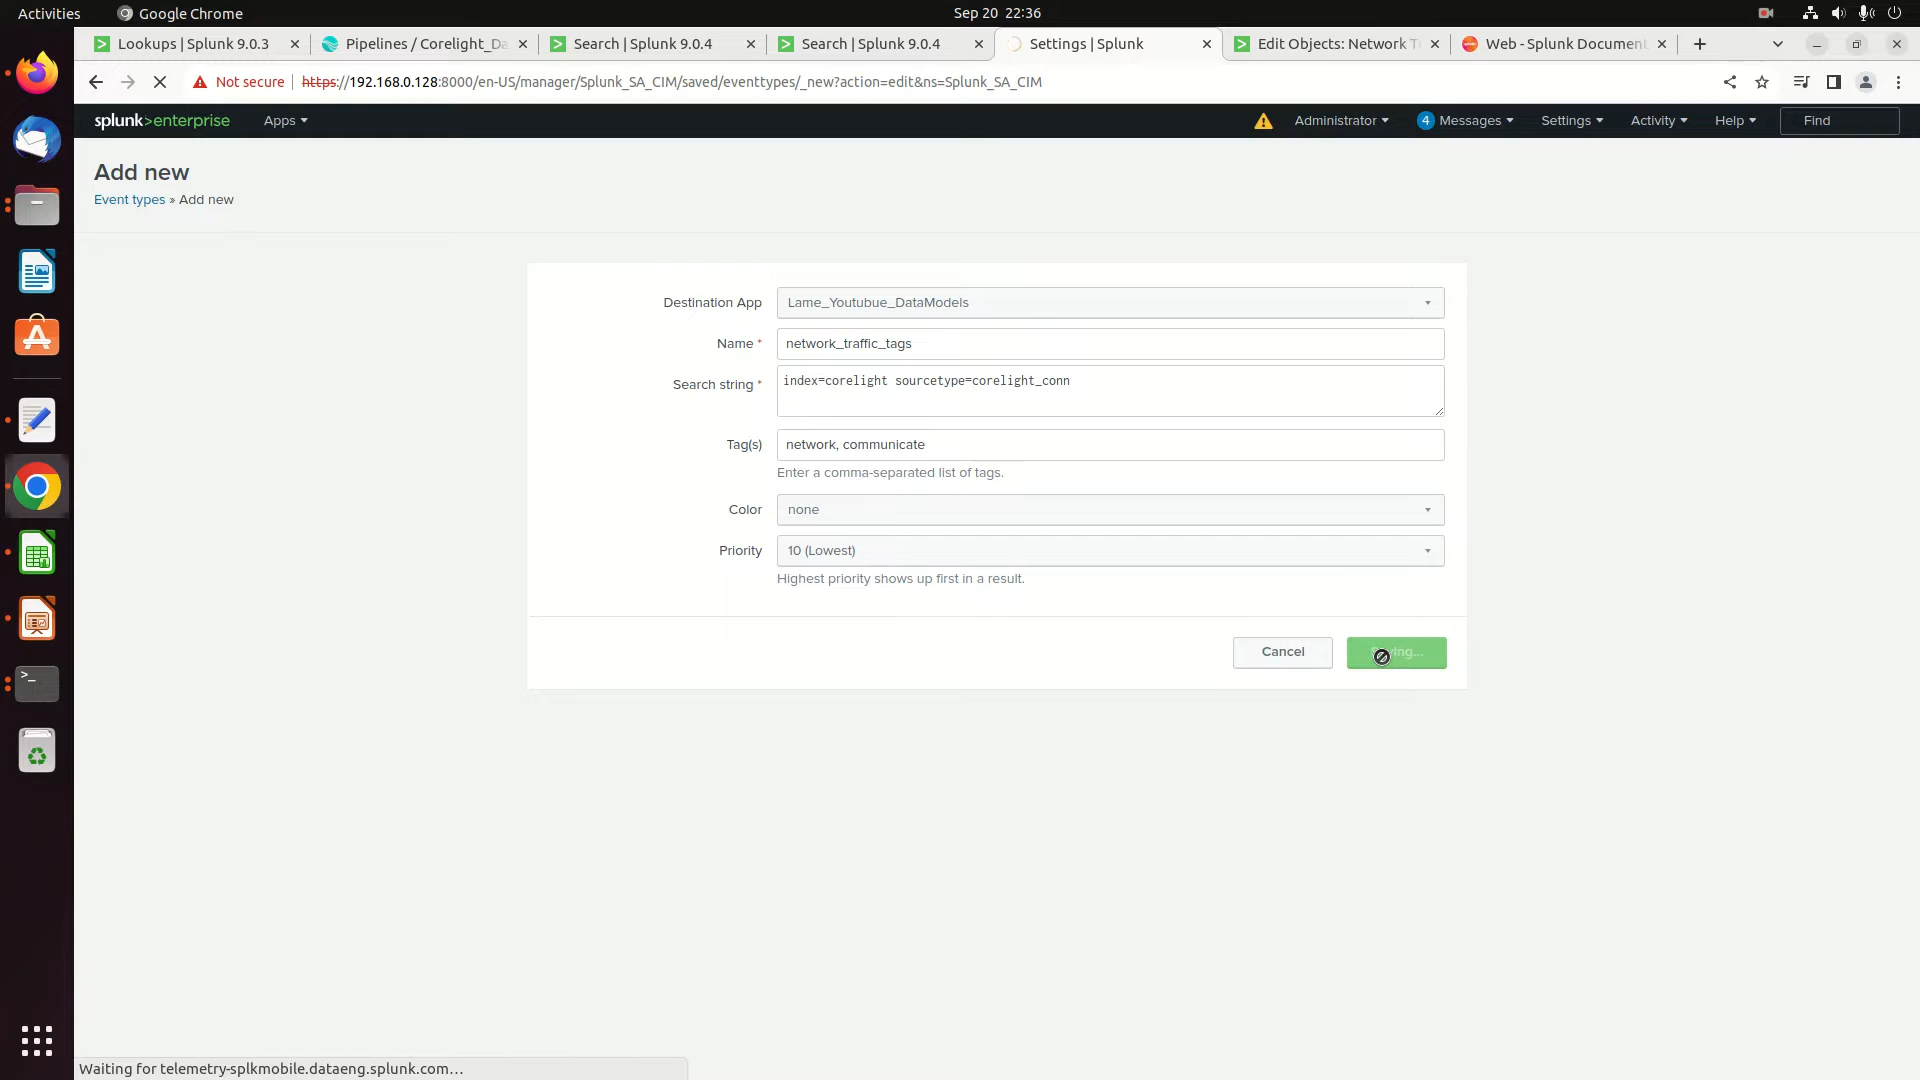 Activities Google Chrome Sep 20 22:36
Lookups | Splunk 9.0.3 Pipelines / Corelight_Da Search | Splunk 9.0.4 Search | Splunk 9.0.4 Settings | Splunk Edit Objects: Network T Web - Splunk Document
Not secure https://192.168.0.128:8000/en-US/manager/Splunk_SA_CIM/saved/eventtypes/_new?action=edit&ns=Splunk_SA_CIM
splunk>enterprise Apps Administrator 4 Messages Settings Activity Help Find
Add new
Event types » Add new
Destination App Lame_Youtubue_DataModels
Name * network_traffic_tags
Search string * index=corelight sourcetype=corelight_conn
Tag(s) network, communicate
Enter a comma-separated list of tags.
Color none
Priority 10 (Lowest)
Highest priority shows up first in a result.
Cancel
Waiting for telemetry-splkmobile.dataeng.splunk.com…